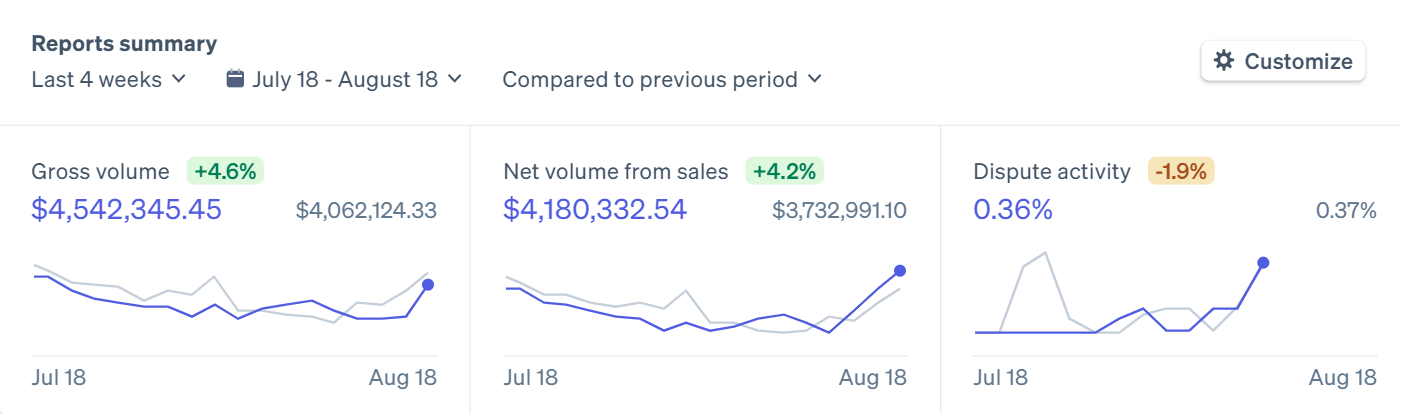 Reports summary
Last 4 weeks July 18 - August 18 Compared to previous period
Customize
Gross volume +4.6%
$4,542,345.45 $4,062,124.33
Jul 18 Aug 18
Net volume from sales +4.2%
$4,180,332.54 $3,732,991.10
Jul 18 Aug 18
Dispute activity -1.9%
0.36% 0.37%
Jul 18 Aug 18